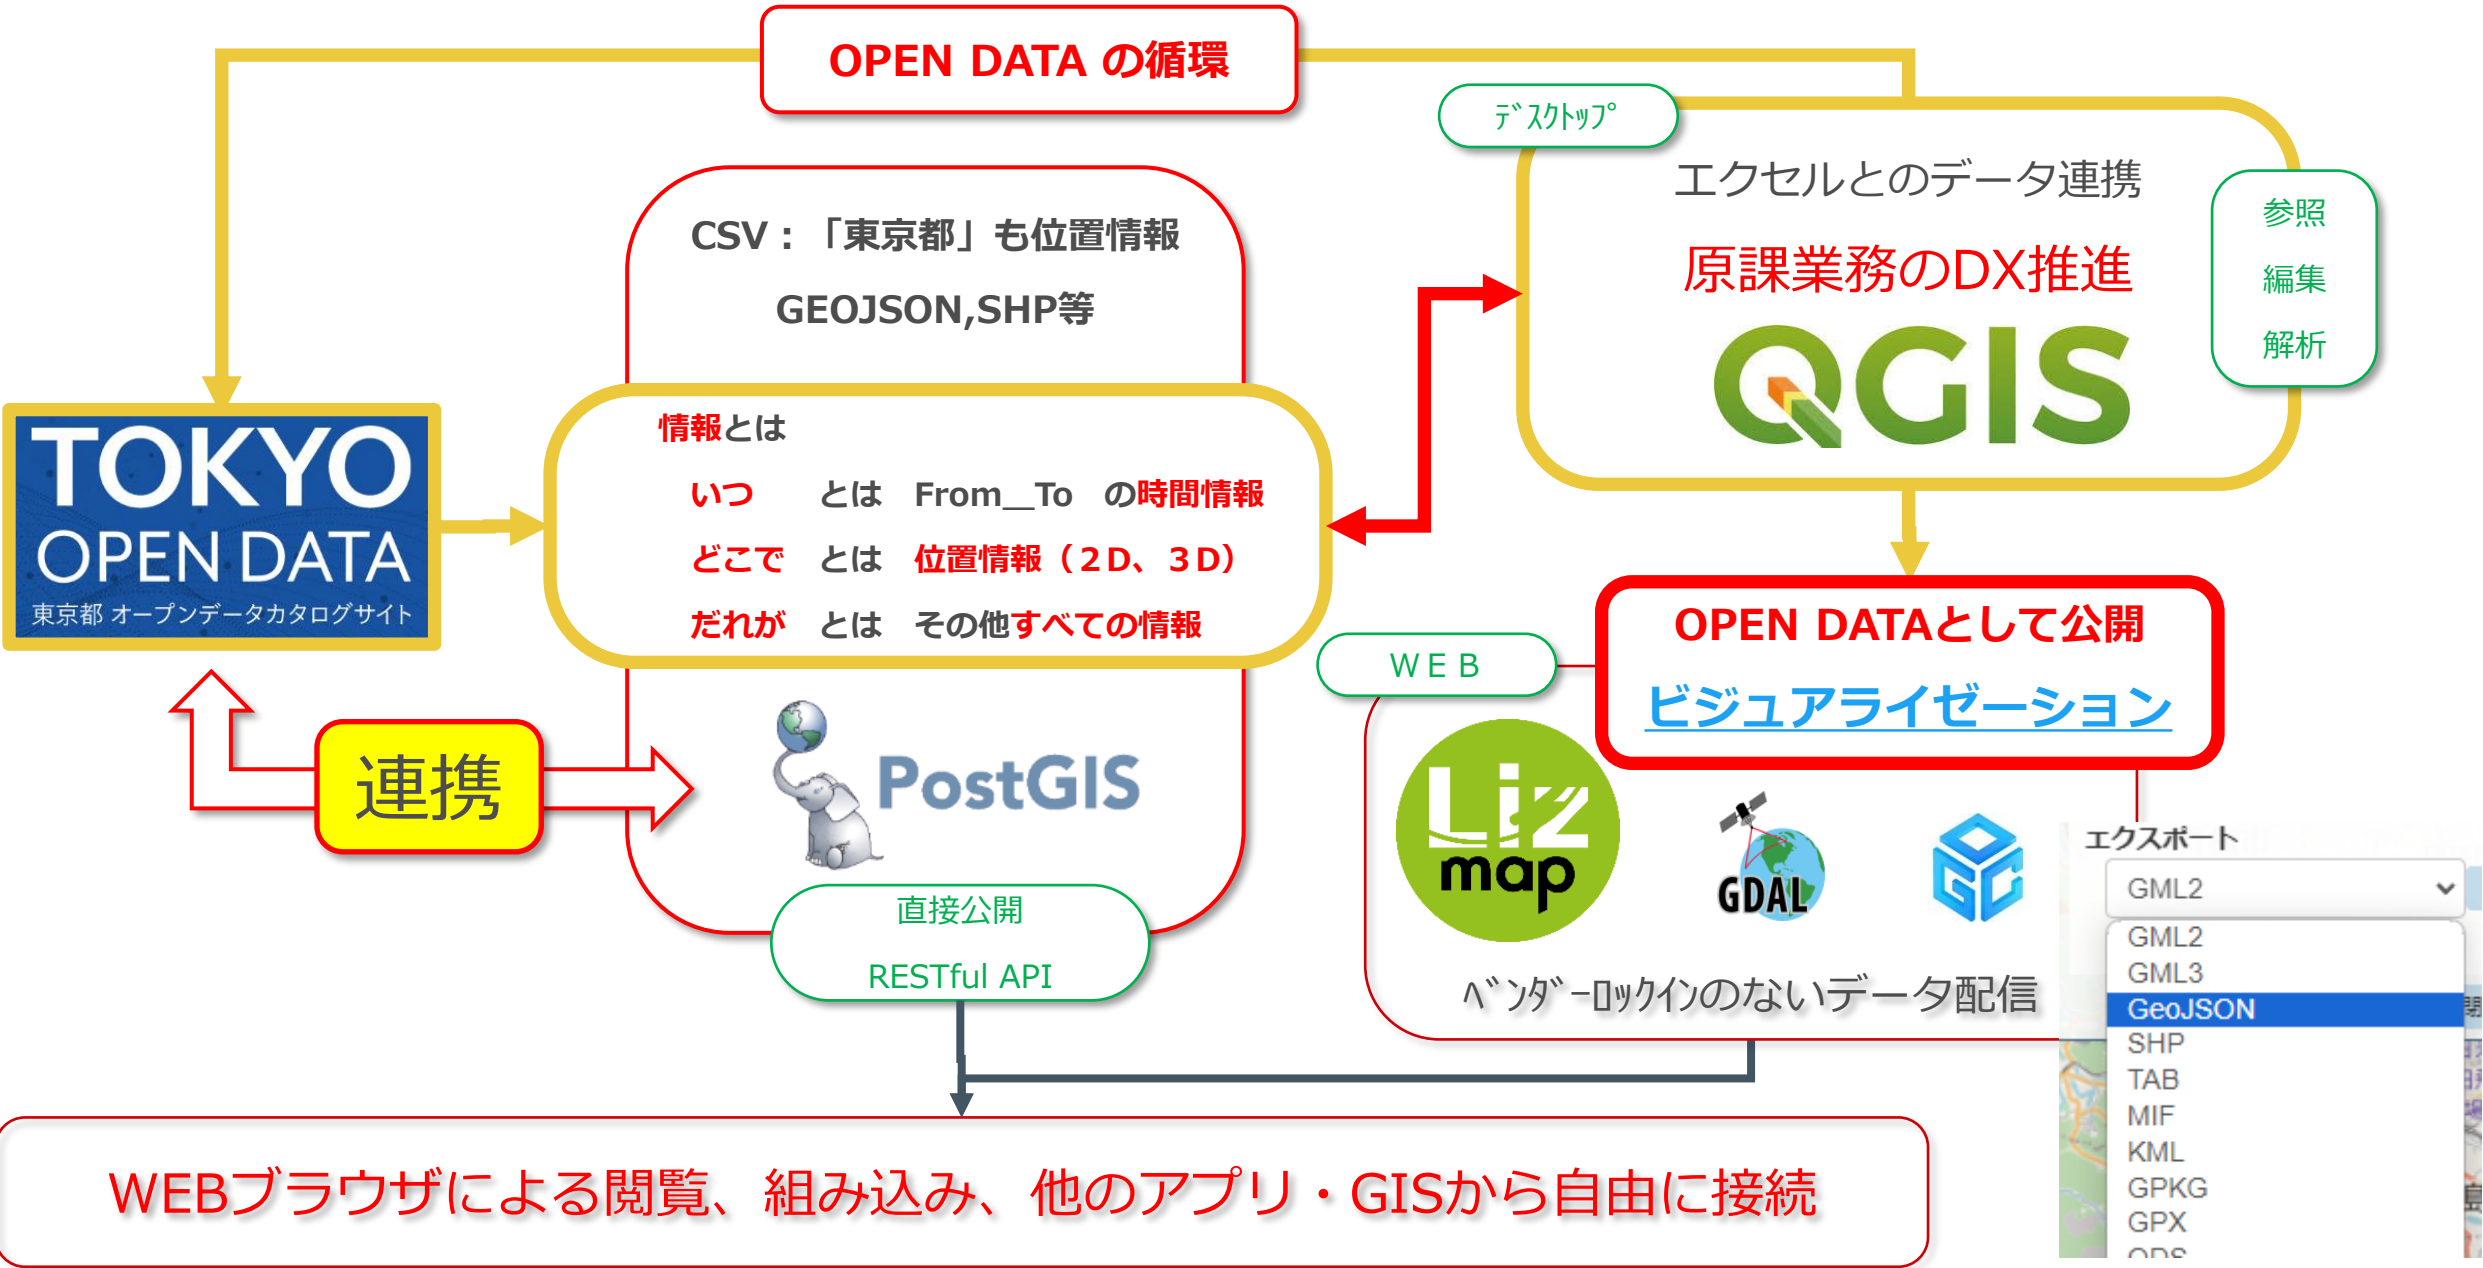 OPEN DATA の循環
ﾃﾞｽｸﾄｯﾌﾟ
エクセルとのデータ連携
原課業務のDX推進
QGIS
参照
編集
解析
CSV：「東京都」も位置情報
GEOJSON,SHP等
情報とは
いつ　とは　From＿To　の時間情報
どこで　とは　位置情報（２D、３D）
だれが　とは　その他すべての情報
TOKYO
OPEN DATA
東京都 オープンデータカタログサイト
連携
PostGIS
直接公開
RESTful API
OPEN DATAとして公開
ビジュアライゼーション
ＷＥＢ
Liz
map
GDAL
OGC
ﾍﾞﾝﾀﾞｰﾛｯｸｲﾝのないデータ配信
エクスポート
GML2
GML2
GML3
GeoJSON
SHP
TAB
MIF
KML
GPKG
GPX
ODS
WEBブラウザによる閲覧、組み込み、他のアプリ・GISから自由に接続